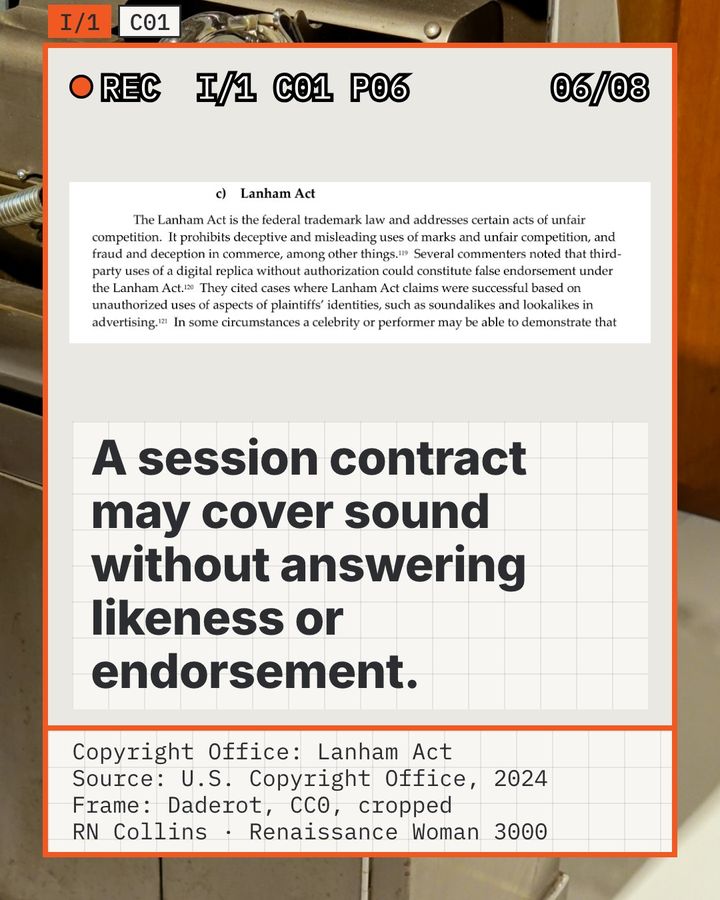 I/1 C01
REC I/1 C01 P06 06/08
c) Lanham Act
The Lanham Act is the federal trademark law and addresses certain acts of unfair
competition. It prohibits deceptive and misleading uses of marks and unfair competition, and
fraud and deception in commerce, among other things.119 Several commenters noted that third-
party uses of a digital replica without authorization could constitute false endorsement under
the Lanham Act.120 They cited cases where Lanham Act claims were successful based on
unauthorized uses of aspects of plaintiffs’ identities, such as soundalikes and lookalikes in
advertising.121 In some circumstances a celebrity or performer may be able to demonstrate that
A session contract
may cover sound
without answering
likeness or
endorsement.
Copyright Office: Lanham Act
Source: U.S. Copyright Office, 2024
Frame: Daderot, CC0, cropped
RN Collins · Renaissance Woman 3000